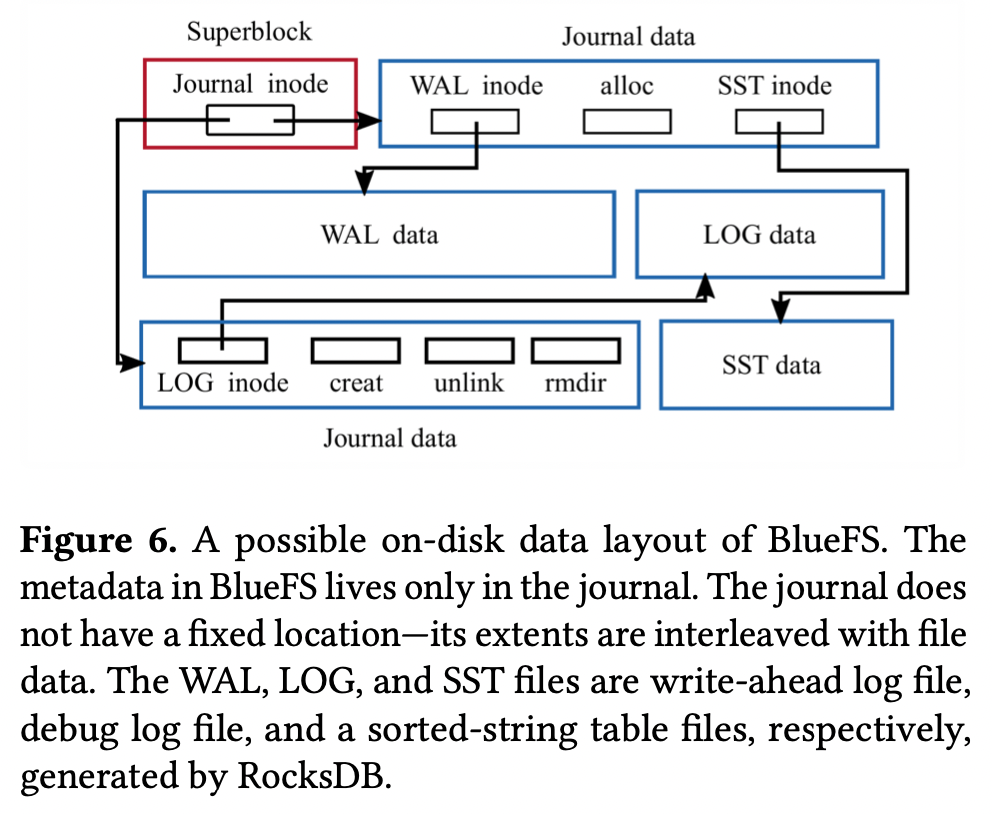 Superblock
Journal data
Journal inode
WAL inode
alloc
SST inode
WAL data
LOG data
LOG inode
creat
unlink
rmdir
SST data
Journal data
Figure 6. A possible on-disk data layout of BlueFS. The
metadata in BlueFS lives only in the journal. The journal does
not have a fixed location—its extents are interleaved with file
data. The WAL, LOG, and SST files are write-ahead log file,
debug log file, and a sorted-string table files, respectively,
generated by RocksDB.